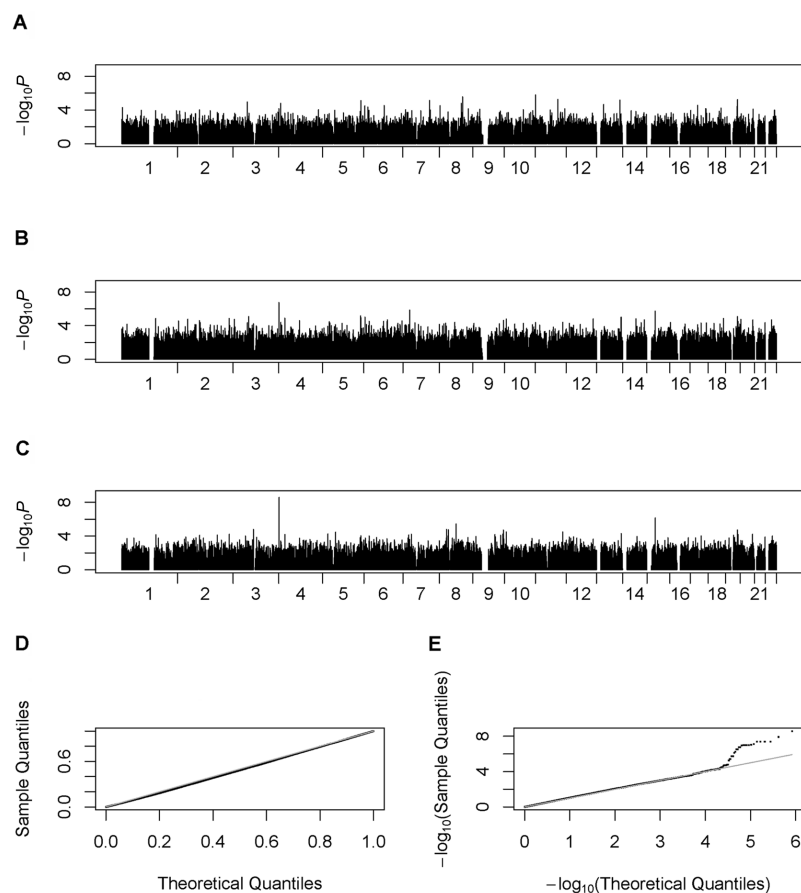 A
−log10P
8
4
0
1 2 3 4 5 6 7 8 9 10 12 14 16 18 21
B
−log10P
8
4
0
1 2 3 4 5 6 7 8 9 10 12 14 16 18 21
C
−log10P
8
4
0
1 2 3 4 5 6 7 8 9 10 12 14 16 18 21
D
Sample Quantiles
0.6
0.0
0.0 0.2 0.4 0.6 0.8 1.0
Theoretical Quantiles
E
−log10(Sample Quantiles)
8
4
0
0 1 2 3 4 5 6
−log10(Theoretical Quantiles)